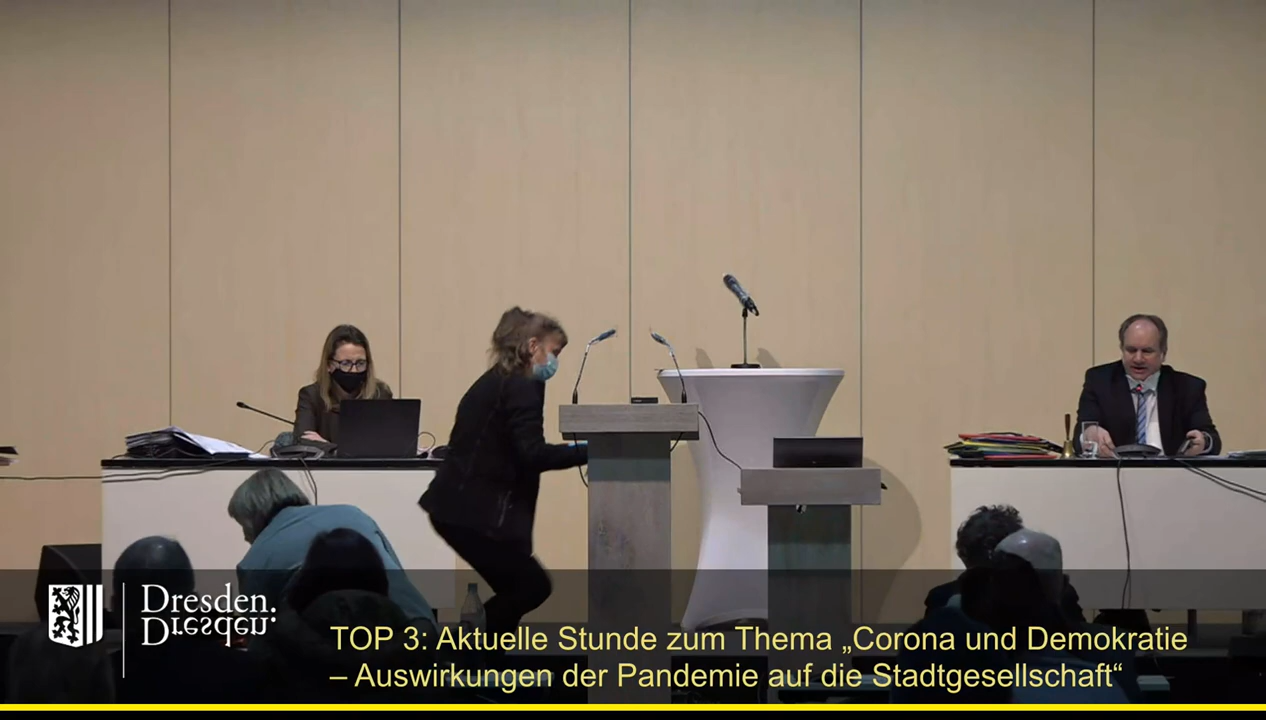 Dresden.
Dresden.
TOP 3: Aktuelle Stunde zum Thema „Corona und Demokratie
– Auswirkungen der Pandemie auf die Stadtgesellschaft“